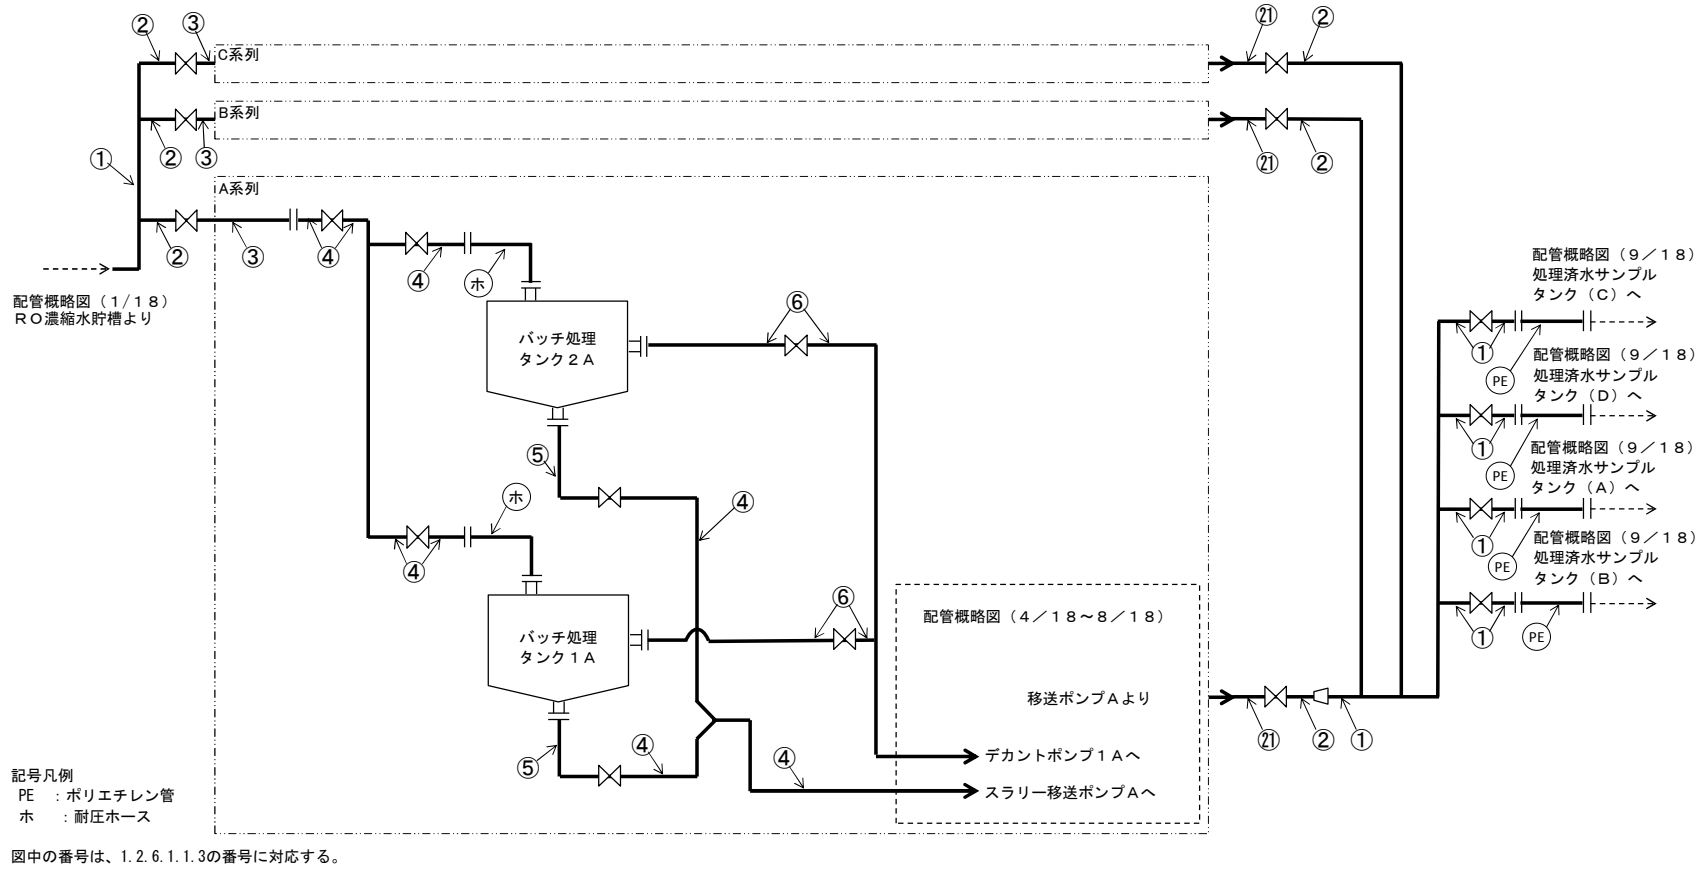 ② ③ ㉑ ②
C系列
B系列
② ③ ㉑ ②
①
A系列
② ③ ④ ④ ホ
配管概略図（1/１８）
ＲＯ濃縮水貯槽より
バッチ処理
タンク２Ａ
⑥
⑤
ホ
④
④
バッチ処理
タンク１Ａ
⑥
⑤
④
④
配管概略図（４／１８～８／１８）
移送ポンプＡより
デカントポンプ１Ａへ
スラリー移送ポンプＡへ
㉑ ② ①
配管概略図（９／１８）
処理済水サンプル
タンク（Ｃ）へ
① PE
配管概略図（９／１８）
処理済水サンプル
タンク（Ｄ）へ
① PE
配管概略図（９／１８）
処理済水サンプル
タンク（Ａ）へ
① PE
配管概略図（９／１８）
処理済水サンプル
タンク（Ｂ）へ
① PE
記号凡例
PE ：ポリエチレン管
ホ ：耐圧ホース
図中の番号は、1.2.6.1.1.3の番号に対応する。